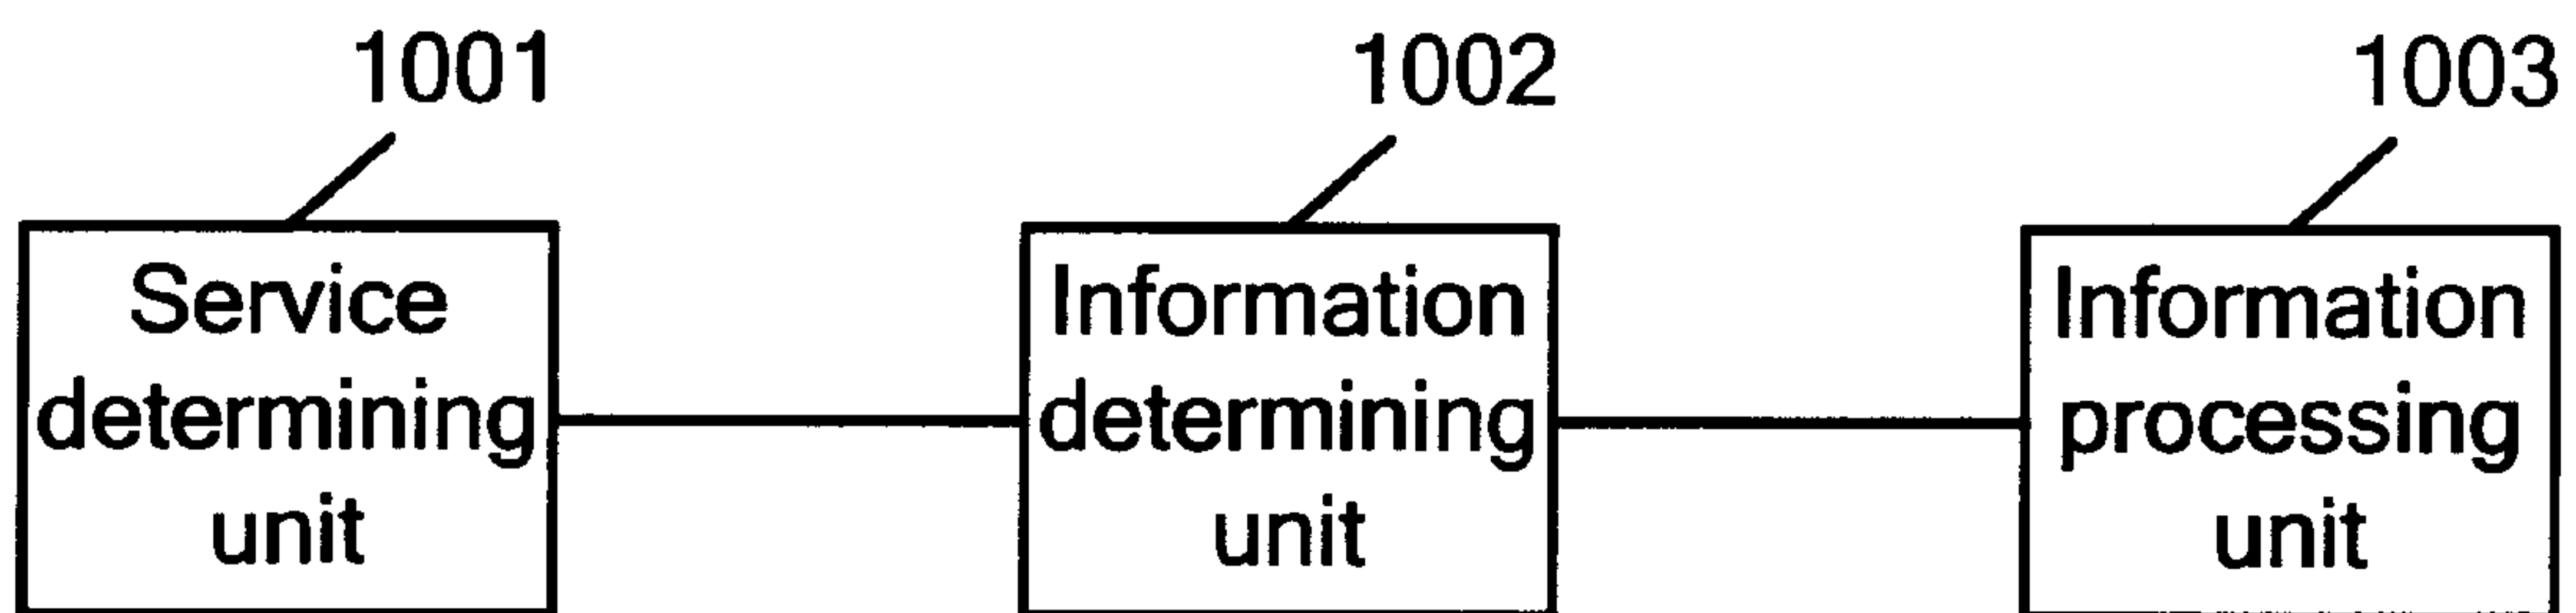 1001
1002
1003
Service
determining
unit
Information
determining
unit
Information
processing
unit